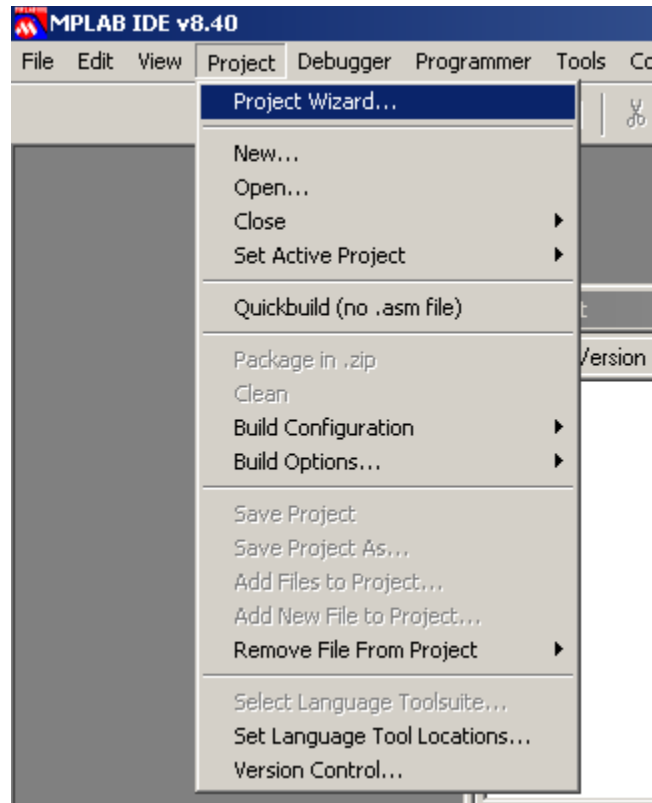 MPLAB IDE v8.40
File Edit View Project Debugger Programmer Tools Co
Project Wizard...
New...
Open...
Close
Set Active Project
Quickbuild (no .asm file)
Package in .zip
Clean
Build Configuration
Build Options...
Save Project
Save Project As...
Add Files to Project...
Add New File to Project...
Remove File From Project
Select Language Toolsuite...
Set Language Tool Locations...
Version Control...
t
Version